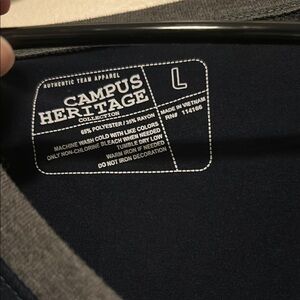 AUTHENTIC TEAM APPAREL
CAMPUS
HERITAGE
COLLECTION
L
65% POLYESTER / 35% RAYON
MACHINE WASH COLD WITH LIKE COLORS
ONLY NON-CHLORINE BLEACH WHEN NEEDED
TUMBLE DRY LOW
WARM IRON IF NEEDED
DO NOT IRON DECORATION
MADE IN VIETNAM
RN# 114196